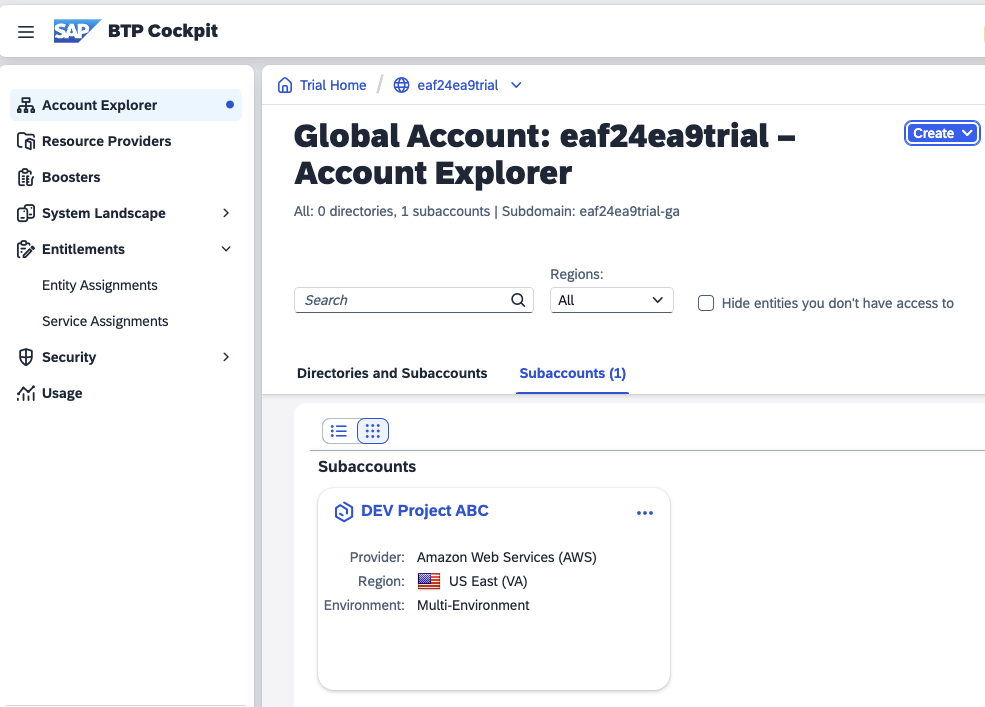 SAP BTP Cockpit
Account Explorer
Resource Providers
Boosters
System Landscape
Entitlements
Entity Assignments
Service Assignments
Security
Usage
Trial Home / eaf24ea9trial
Global Account: eaf24ea9trial –
Account Explorer
Create
All: 0 directories, 1 subaccounts | Subdomain: eaf24ea9trial-ga
Regions:
Search
All
Hide entities you don't have access to
Directories and Subaccounts
Subaccounts (1)
Subaccounts
DEV Project ABC
Provider: Amazon Web Services (AWS)
Region: US East (VA)
Environment: Multi-Environment